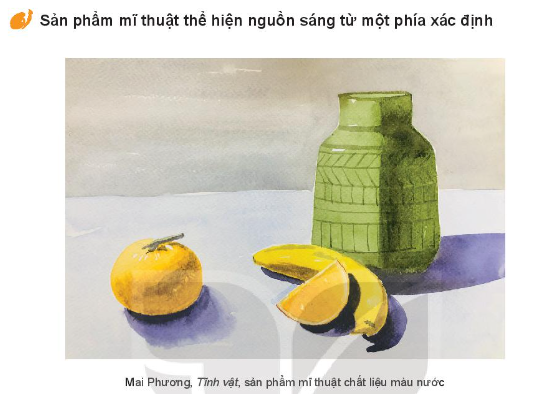 Sản phẩm mĩ thuật thể hiện nguồn sáng từ một phía xác định
Mai Phương, Tĩnh vật, sản phẩm mĩ thuật chất liệu màu nước